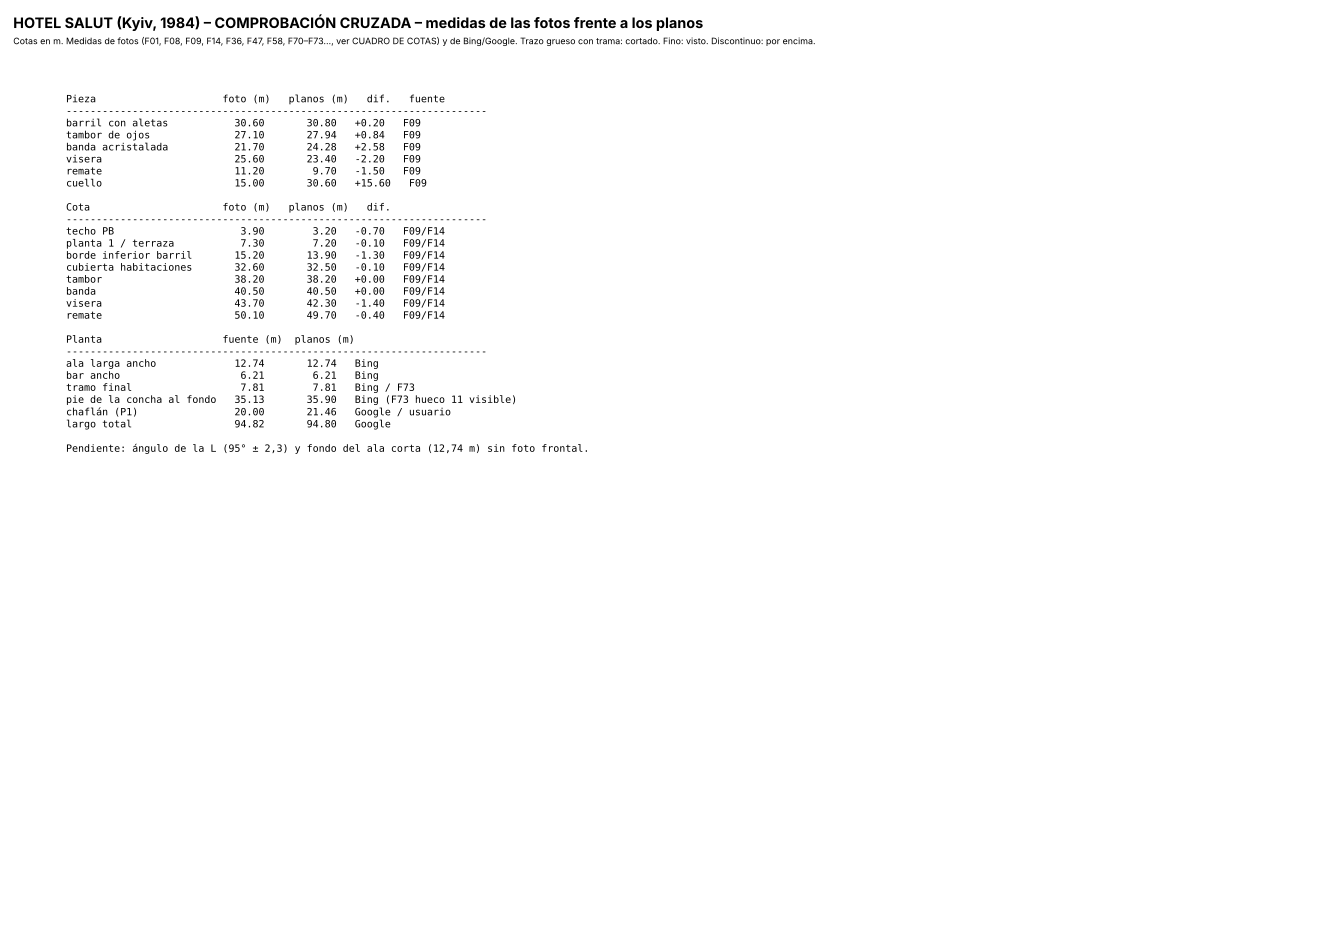 HOTEL SALUT (Kyiv, 1984) – COMPROBACIÓN CRUZADA – medidas de las fotos frente a los planos
Cotas en m. Medidas de fotos (F01, F08, F09, F14, F36, F47, F58, F70–F73..., ver CUADRO DE COTAS) y de Bing/Google. Trazo grueso con trama: cortado. Fino: visto. Discontinuo: por encima.
Pieza foto (m) planos (m) dif. fuente
----------------------------------------------------------------------
barril con aletas 30.60 30.80 +0.20 F09
tambor de ojos 27.10 27.94 +0.84 F09
banda acristalada 21.70 24.28 +2.58 F09
visera 25.60 23.40 -2.20 F09
remate 11.20 9.70 -1.50 F09
cuello 15.00 30.60 +15.60 F09
Cota foto (m) planos (m) dif.
----------------------------------------------------------------------
techo PB 3.90 3.20 -0.70 F09/F14
planta 1 / terraza 7.30 7.20 -0.10 F09/F14
borde inferior barril 15.20 13.90 -1.30 F09/F14
cubierta habitaciones 32.60 32.50 -0.10 F09/F14
tambor 38.20 38.20 +0.00 F09/F14
banda 40.50 40.50 +0.00 F09/F14
visera 43.70 42.30 -1.40 F09/F14
remate 50.10 49.70 -0.40 F09/F14
Planta fuente (m) planos (m)
----------------------------------------------------------------------
ala larga ancho 12.74 12.74 Bing
bar ancho 6.21 6.21 Bing
tramo final 7.81 7.81 Bing / F73
pie de la concha al fondo 35.13 35.90 Bing (F73 hueco 11 visible)
chaflán (P1) 20.00 21.46 Google / usuario
largo total 94.82 94.80 Google
Pendiente: ángulo de la L (95° ± 2,3) y fondo del ala corta (12,74 m) sin foto frontal.